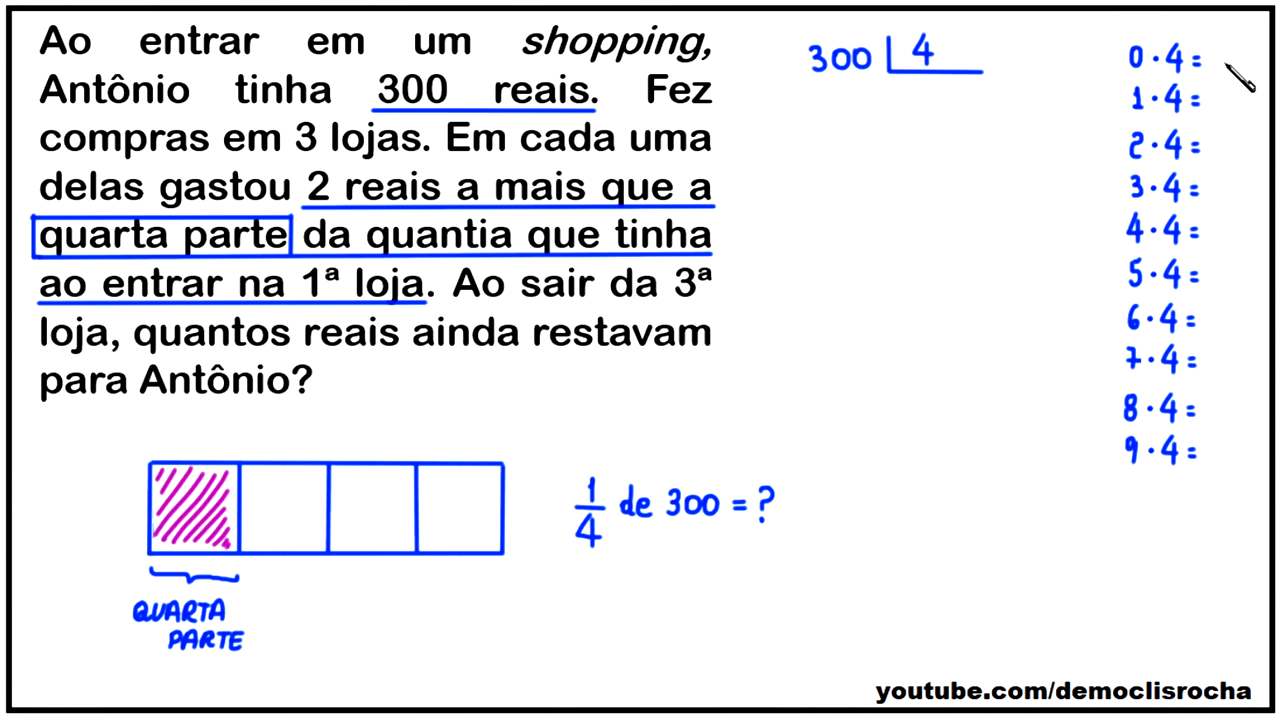 Ao entrar em um shopping,
Antônio tinha 300 reais. Fez
compras em 3 lojas. Em cada uma
delas gastou 2 reais a mais que a
quarta parte da quantia que tinha
ao entrar na 1ª loja. Ao sair da 3ª
loja, quantos reais ainda restavam
para Antônio?
QUARTA
PARTE
1/4 de 300 = ?
300 4
0 · 4 =
1 · 4 =
2 · 4 =
3 · 4 =
4 · 4 =
5 · 4 =
6 · 4 =
7 · 4 =
8 · 4 =
9 · 4 =
youtube.com/democlisrocha